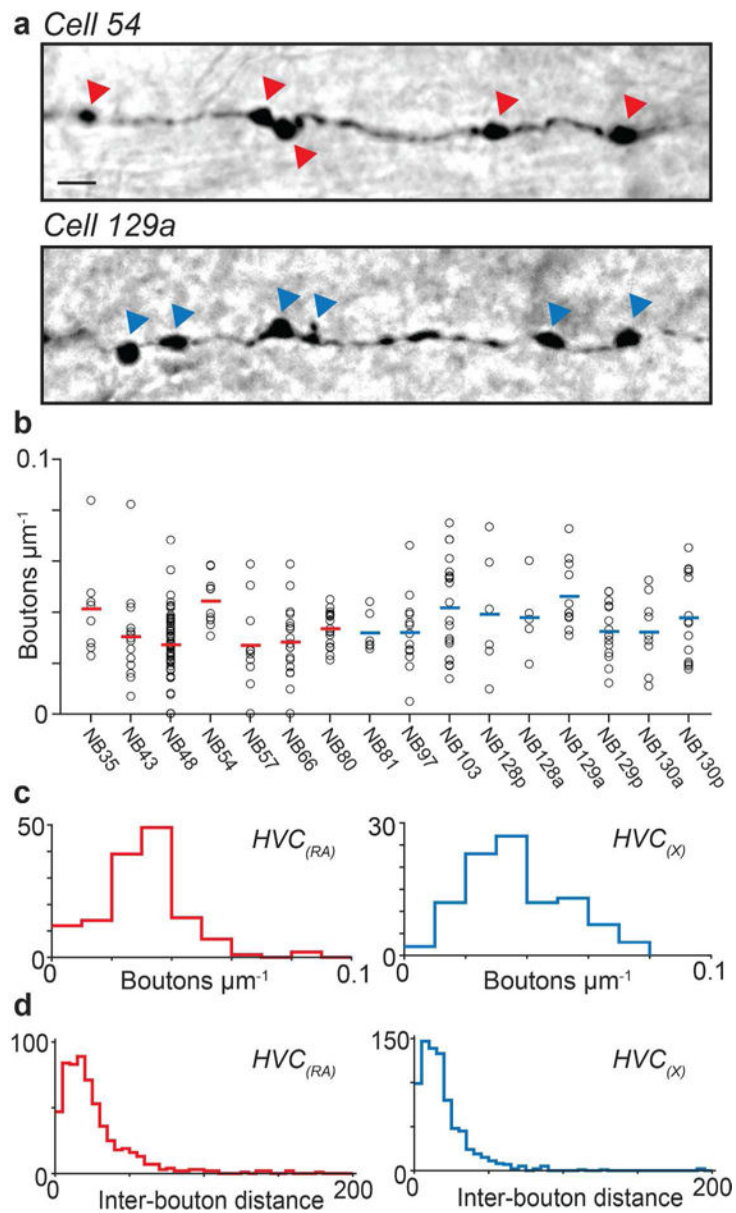 a Cell 54
Cell 129a
b
0.1
Boutons µm-1
0
NB35 NB43 NB48 NB54 NB57 NB66 NB80 NB81 NB97 NB103 NB128p NB128a NB129a NB129p NB130a NB130p
c
50 HVC(RA) 30 HVC(X)
0 0
0 0.1 0 0.1
Boutons µm-1 Boutons µm-1
d
100 HVC(RA) 150 HVC(X)
0 0
0 200 0 200
Inter-bouton distance Inter-bouton distance